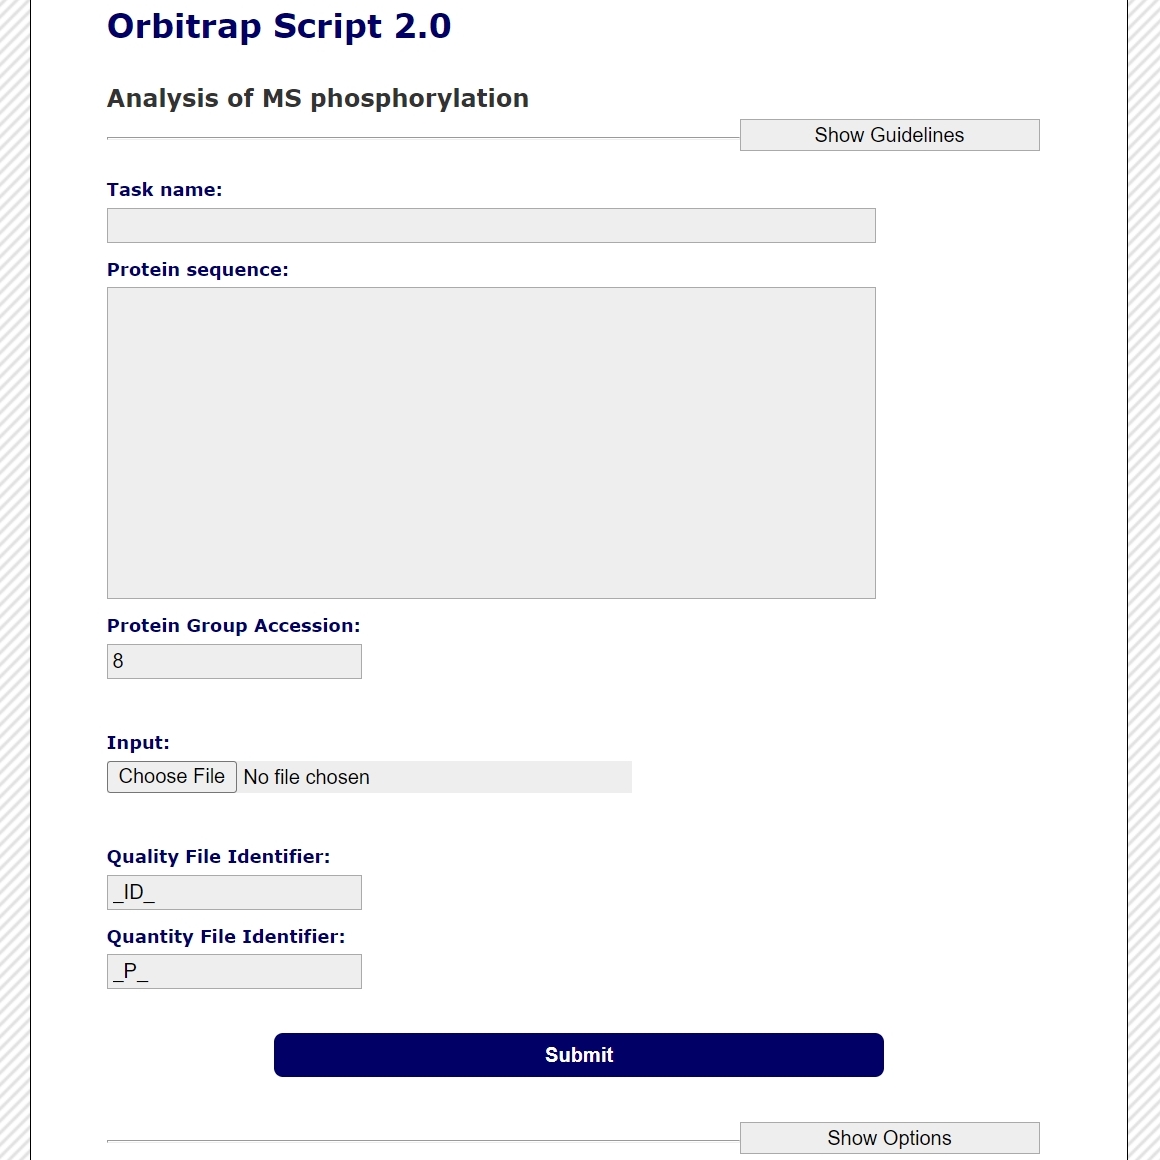 Orbitrap Script 2.0
Analysis of MS phosphorylation
Show Guidelines
Task name:
Protein sequence:
Protein Group Accession:
8
Input:
Choose File No file chosen
Quality File Identifier:
_ID_
Quantity File Identifier:
_P_
Submit
Show Options